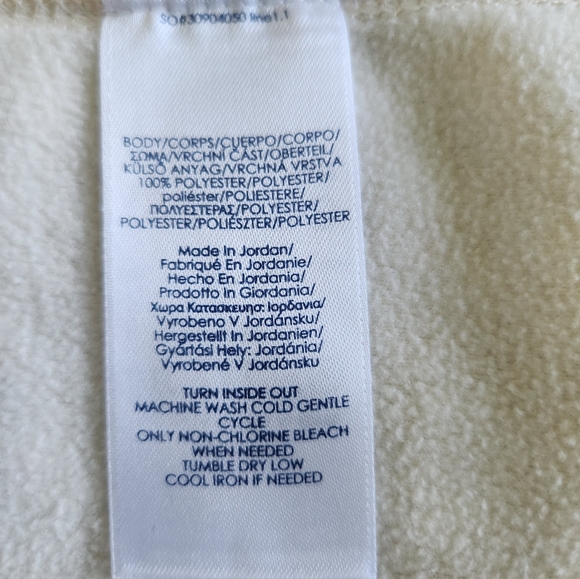 SO#30904050 line1.1
BODY/CORPS/CUERPO/CORPO/
ΣΩΜΑ/VRCHNÍ ČÁST/OBERTEIL/
KÜLSŐ ANYAG/VRCHNÁ VRSTVA
100% POLYESTER/POLYESTER/
poliéster/POLIESTERE/
ΠΟΛΥΕΣΤΕΡΑΣ/POLYESTER/
POLYESTER/POLIÉSZTER/POLYESTER
Made In Jordan/
Fabriqué En Jordanie/
Hecho En Jordania/
Prodotto In Giordania/
Χωρα Κατασκευησ: Ιορδανια/
Vyrobeno V Jordánsku/
Hergestellt In Jordanien/
Gyártási Hely: Jordánia/
Vyrobené V Jordánsku
TURN INSIDE OUT
MACHINE WASH COLD GENTLE
CYCLE
ONLY NON-CHLORINE BLEACH
WHEN NEEDED
TUMBLE DRY LOW
COOL IRON IF NEEDED